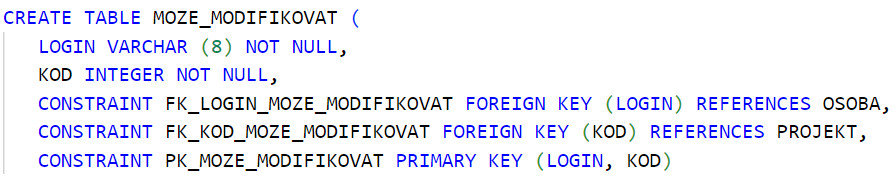 CREATE TABLE MOZE_MODIFIKOVAT (
LOGIN VARCHAR (8) NOT NULL,
KOD INTEGER NOT NULL,
CONSTRAINT FK_LOGIN_MOZE_MODIFIKOVAT FOREIGN KEY (LOGIN) REFERENCES OSOBA,
CONSTRAINT FK_KOD_MOZE_MODIFIKOVAT FOREIGN KEY (KOD) REFERENCES PROJEKT,
CONSTRAINT PK_MOZE_MODIFIKOVAT PRIMARY KEY (LOGIN, KOD)